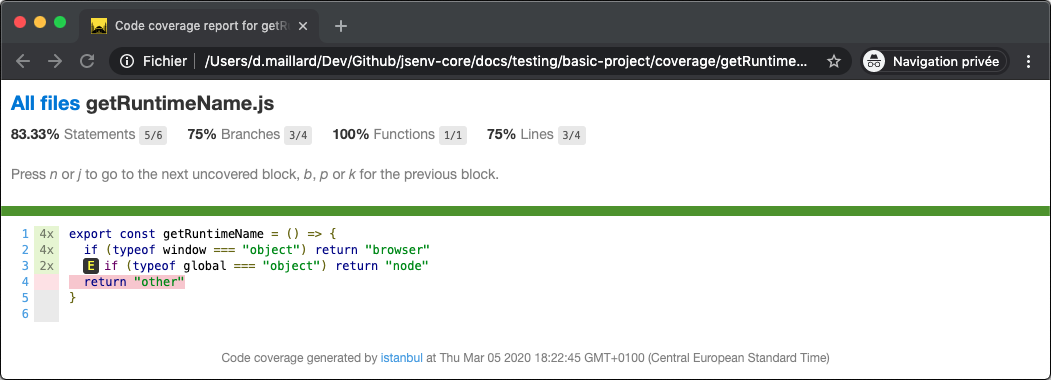 Code coverage report for getR
Fichier /Users/d.maillard/Dev/Github/jsenv-core/docs/testing/basic-project/coverage/getRuntime... Navigation privée
All files getRuntimeName.js
83.33% Statements 5/6 75% Branches 3/4 100% Functions 1/1 75% Lines 3/4
Press n or j to go to the next uncovered block, b, p or k for the previous block.
1 4x export const getRuntimeName = () => {
2 4x if (typeof window === "object") return "browser"
3 2x E if (typeof global === "object") return "node"
4 return "other"
5 }
6
Code coverage generated by istanbul at Thu Mar 05 2020 18:22:45 GMT+0100 (Central European Standard Time)